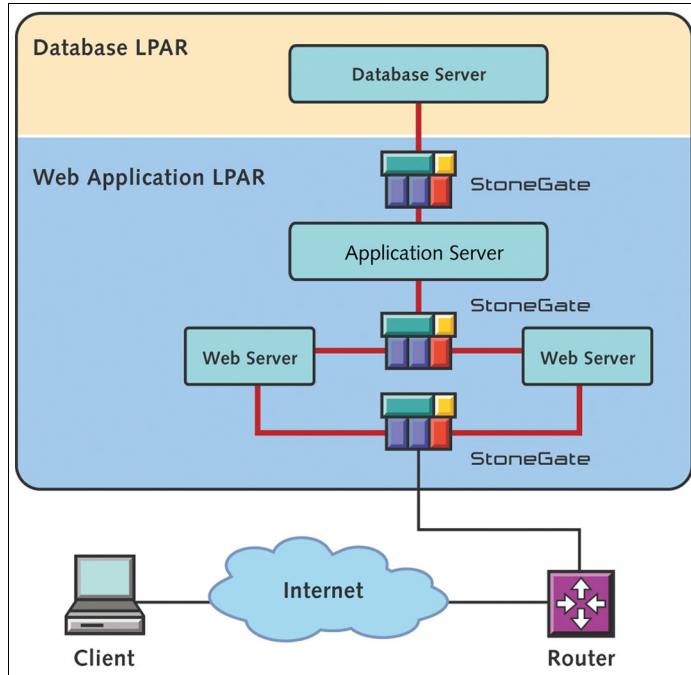 Database LPAR
Database Server
Web Application LPAR
StoneGate
Application Server
StoneGate
Web Server
Web Server
StoneGate
Internet
Client
Router